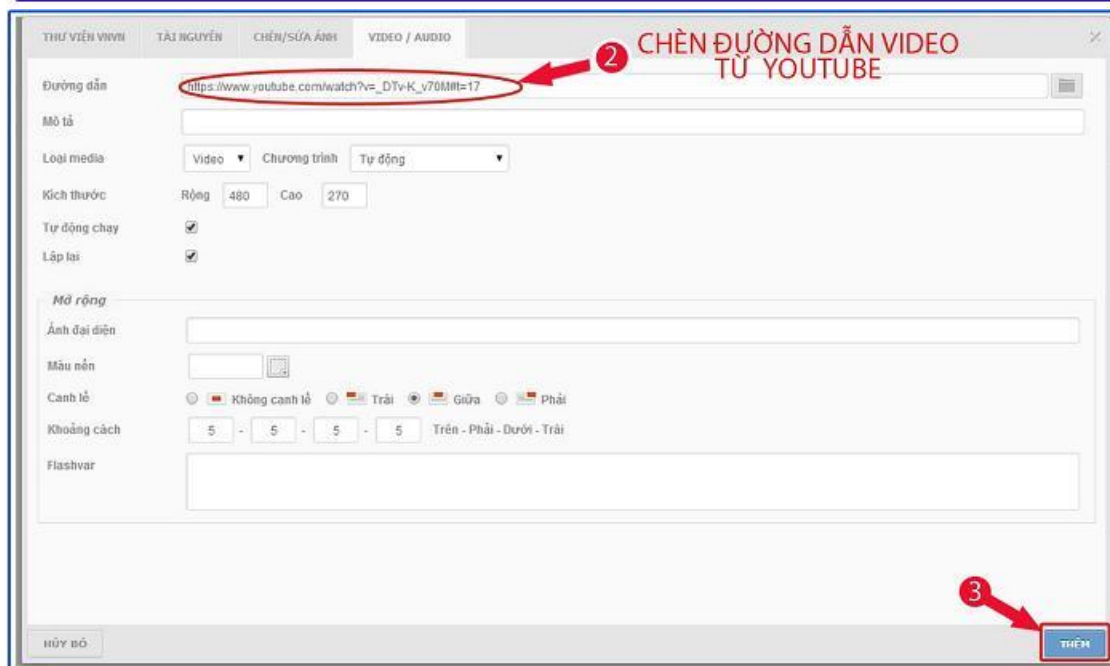 THƯ VIỆN VNVN TÀI NGUYÊN CHÈN/SỬA ẢNH VIDEO / AUDIO
2 CHÈN ĐƯỜNG DẪN VIDEO
TỪ YOUTUBE
Đường dẫn https://www.youtube.com/watch?v=_DTv-K_v70M#t=17
Mô tả
Loại media Video Chương trình Tự động
Kích thước Rộng 480 Cao 270
Tự động chạy
Lặp lại
Mở rộng
Ảnh đại diện
Màu nền
Canh lề Không canh lề Trái Giữa Phải
Khoảng cách 5 - 5 - 5 - 5 Trên - Phải - Dưới - Trái
Flashvar
3
HỦY BỎ THÊM